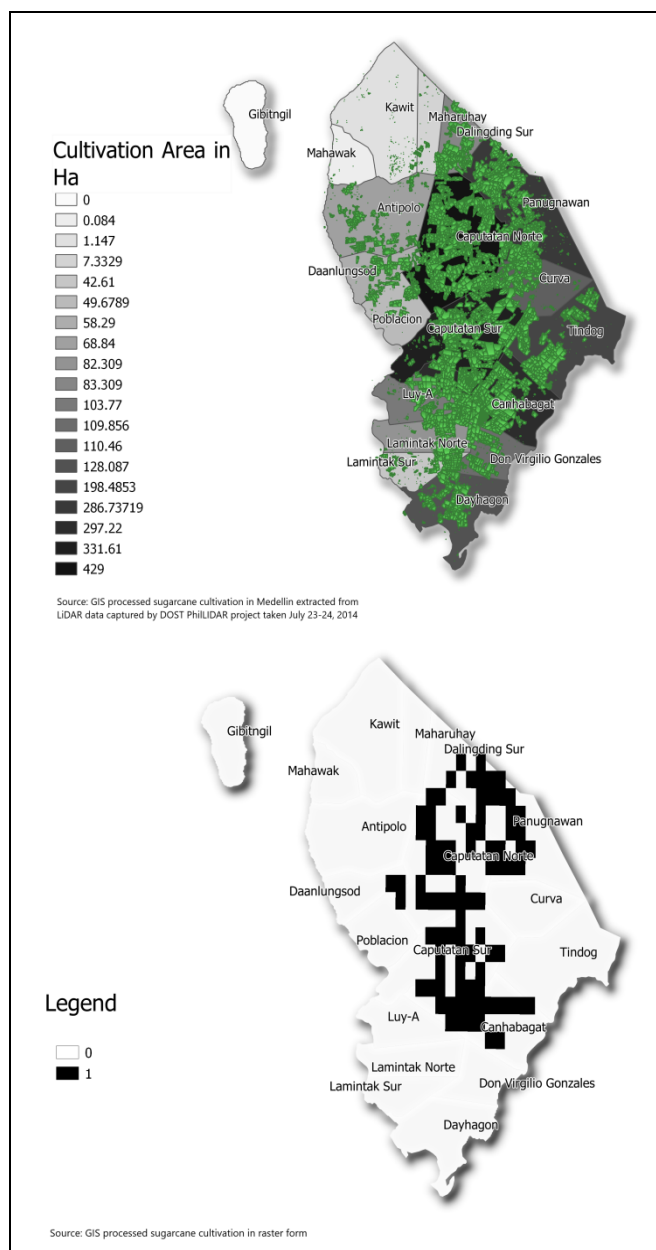 Gibitngil
Kawit
Maharuhay
Dalingding Sur
Mahawak
Cultivation Area in
Ha
0
0.084
1.147
7.3329
42.61
49.6789
58.29
68.84
82.309
83.309
103.77
109.856
110.46
128.087
198.4853
286.73719
297.22
331.61
429
Antipolo
Panugnawan
Caputatan Norte
Daanlungsod
Curva
Poblacion
Caputatan Sur
Tindog
Luy-A
Canhabagat
Lamintak Norte
Lamintak Sur
Don Virgilio Gonzales
Dayhagon
Source: GIS processed sugarcane cultivation in Medellin extracted from
LiDAR data captured by DOST PhilLIDAR project taken July 23-24, 2014
Gibitngil
Kawit
Maharuhay
Dalingding Sur
Mahawak
Antipolo
Panugnawan
Caputatan Norte
Daanlungsod
Curva
Poblacion
Caputatan Sur
Tindog
Legend
0
1
Luy-A
Canhabagat
Lamintak Norte
Lamintak Sur
Don Virgilio Gonzales
Dayhagon
Source: GIS processed sugarcane cultivation in raster form